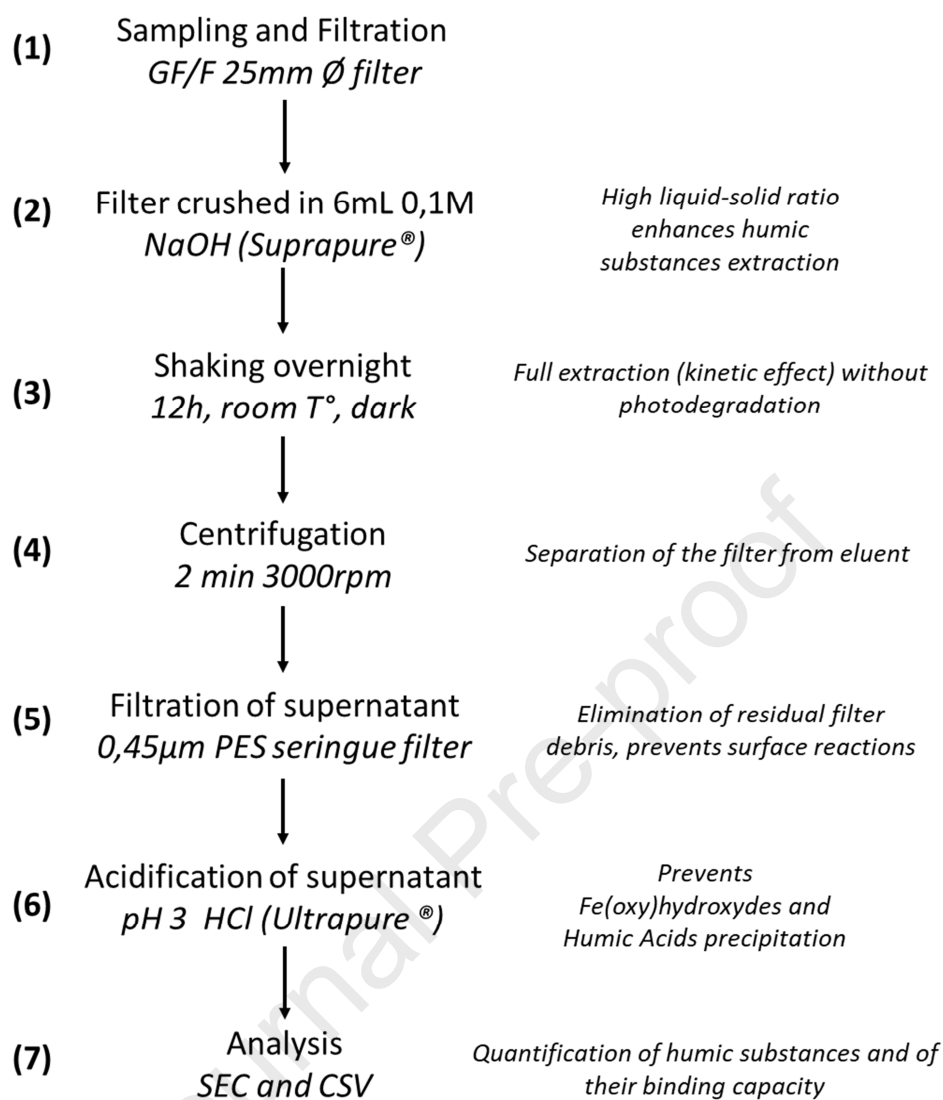 (1)
Sampling and Filtration
GF/F 25mm Ø filter
(2)
Filter crushed in 6mL 0,1M
NaOH (Suprapure®)
High liquid-solid ratio
enhances humic
substances extraction
(3)
Shaking overnight
12h, room T°, dark
Full extraction (kinetic effect) without
photodegradation
(4)
Centrifugation
2 min 3000rpm
Separation of the filter from eluent
(5)
Filtration of supernatant
0,45µm PES seringue filter
Elimination of residual filter
debris, prevents surface reactions
(6)
Acidification of supernatant
pH 3 HCl (Ultrapure ®)
Prevents
Fe(oxy)hydroxydes and
Humic Acids precipitation
(7)
Analysis
SEC and CSV
Quantification of humic substances and of
their binding capacity
urnal Pre-proof